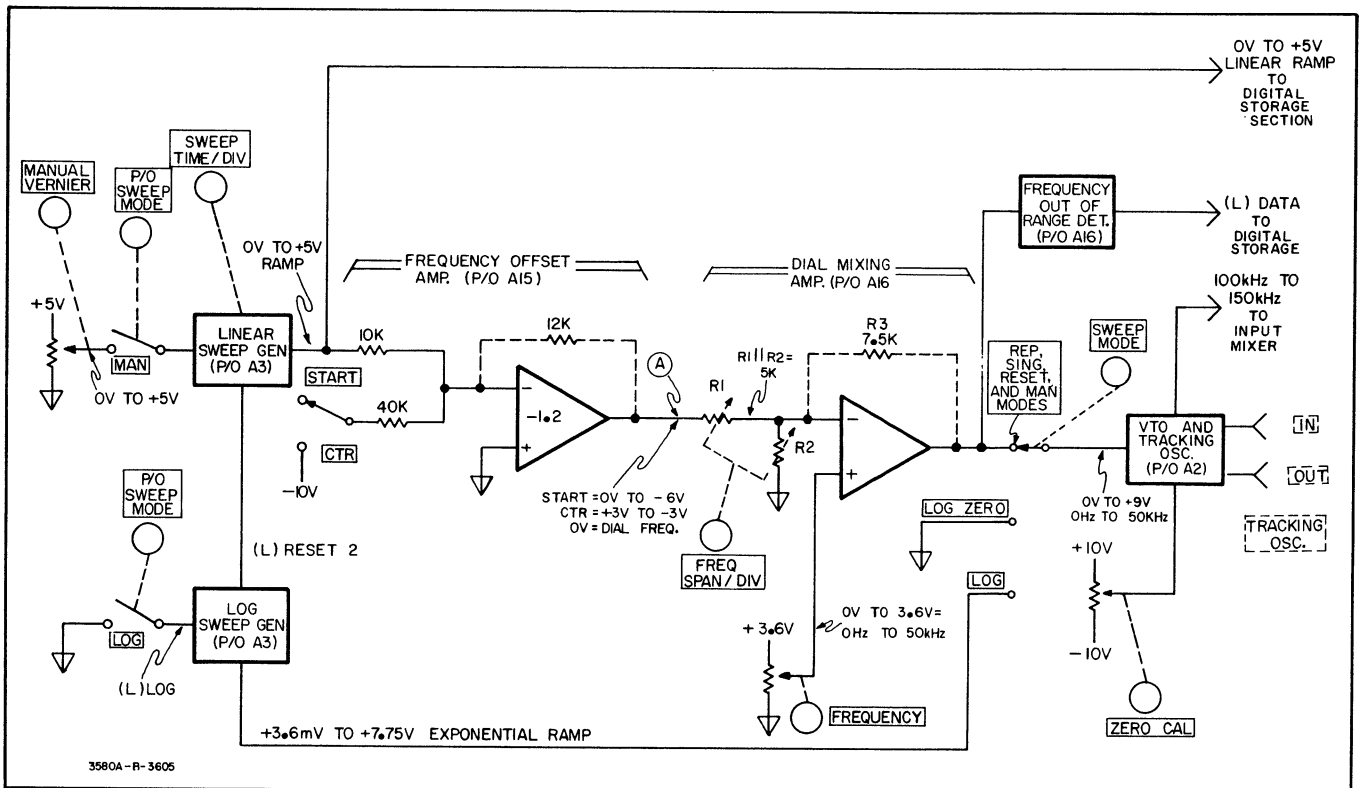 0V TO +5V
LINEAR RAMP
TO
DIGITAL
STORAGE
SECTION
SWEEP
TIME/DIV
MANUAL
VERNIER
P/O
SWEEP
MODE
FREQUENCY
OUT OF
RANGE DET.
(P/O A16)
(L) DATA
TO
DIGITAL
STORAGE
0V TO +5V
RAMP
FREQUENCY OFFSET
AMP. (P/O A15)
DIAL MIXING
AMP. (P/O A16
100kHz TO
150kHz
TO
INPUT
MIXER
+5V
LINEAR
SWEEP GEN
(P/O A3)
10K
12K
R3
7.5K
SWEEP
MODE
MAN
START
A
R1||R2=
5K
R1
REP,
SING,
RESET,
AND MAN
MODES
0V TO +5V
40K
−
-1.2
+
R2
−
+
VTO AND
TRACKING
OSC.
(P/O A2)
IN
OUT
CTR
-10V
START=0V TO -6V
CTR=+3V TO -3V
0V=DIAL FREQ.
0V TO +9V
0Hz TO 50KHz
P/O
SWEEP
MODE
LOG ZERO
TRACKING
OSC.
(L) RESET 2
FREQ
SPAN/DIV
+10V
LOG
LOG
SWEEP GEN
(P/O A3)
LOG
+3.6V
0V TO 3.6V=
0Hz TO 50kHz
-10V
(L)LOG
FREQUENCY
ZERO CAL
+3.6mV TO +7.75V EXPONENTIAL RAMP
3580A-B-3605